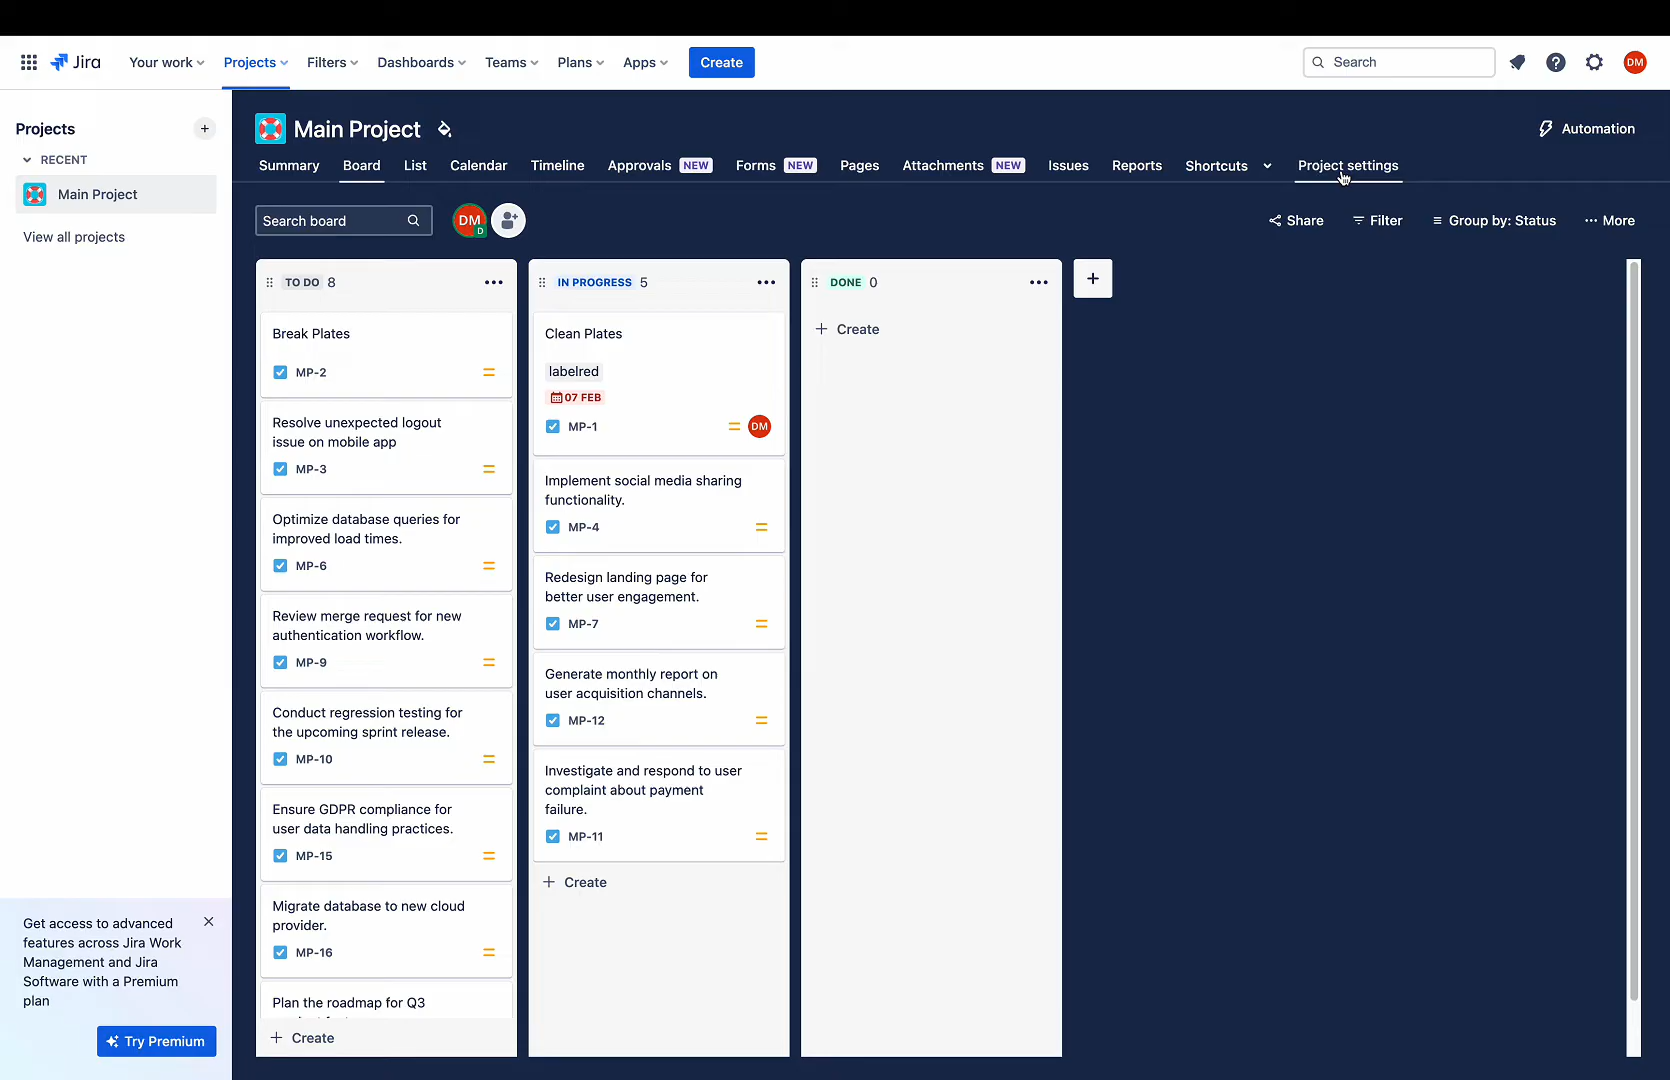 Jira
Your work
Projects
Filters
Dashboards
Teams
Plans
Apps
Create
Search
DM
Projects
RECENT
Main Project
View all projects
Main Project
Automation
Summary
Board
List
Calendar
Timeline
Approvals NEW
Forms NEW
Pages
Attachments NEW
Issues
Reports
Shortcuts
Project settings
Search board
DM
D
Share
Filter
Group by: Status
More
TO DO 8
Break Plates
MP-2
Resolve unexpected logout
issue on mobile app
MP-3
Optimize database queries for
improved load times.
MP-6
Review merge request for new
authentication workflow.
MP-9
Conduct regression testing for
the upcoming sprint release.
MP-10
Ensure GDPR compliance for
user data handling practices.
MP-15
Migrate database to new cloud
provider.
MP-16
Plan the roadmap for Q3
Create
IN PROGRESS 5
Clean Plates
labelred
07 FEB
MP-1
DM
Implement social media sharing
functionality.
MP-4
Redesign landing page for
better user engagement.
MP-7
Generate monthly report on
user acquisition channels.
MP-12
Investigate and respond to user
complaint about payment
failure.
MP-11
Create
DONE 0
Create
Get access to advanced
features across Jira Work
Management and Jira
Software with a Premium
plan
Try Premium